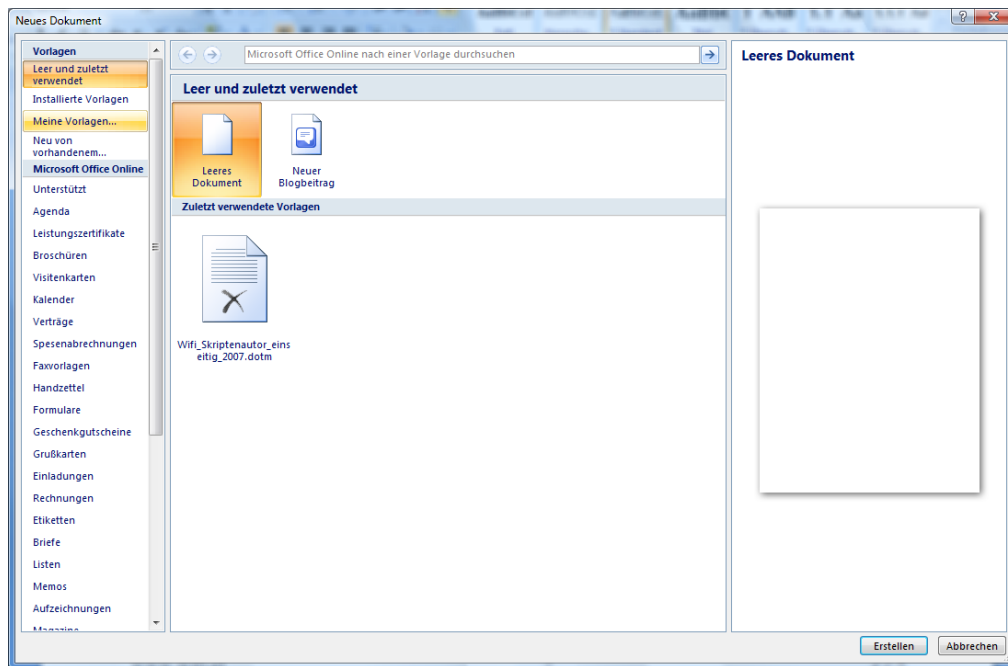 Neues Dokument
Vorlagen
Leer und zuletzt
verwendet
Installierte Vorlagen
Meine Vorlagen...
Neu von
vorhandenem...
Microsoft Office Online
Unterstützt
Agenda
Leistungszertifikate
Broschüren
Visitenkarten
Kalender
Verträge
Spesenabrechnungen
Faxvorlagen
Handzettel
Formulare
Geschenkgutscheine
Grußkarten
Einladungen
Rechnungen
Etiketten
Briefe
Listen
Memos
Aufzeichnungen
Magazine
Microsoft Office Online nach einer Vorlage durchsuchen
Leer und zuletzt verwendet
Leeres
Dokument
Neuer
Blogbeitrag
Zuletzt verwendete Vorlagen
Wifi_Skriptenautor_eins
eitig_2007.dotm
Leeres Dokument
Erstellen
Abbrechen